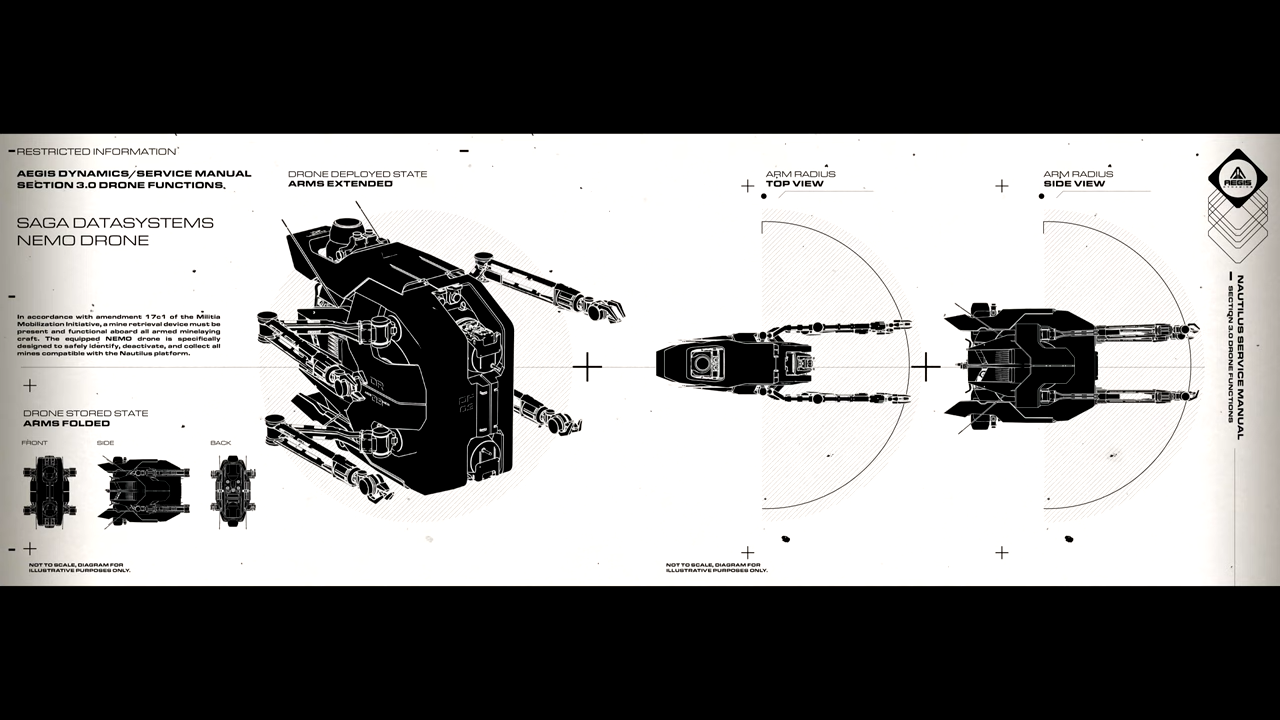 RESTRICTED INFORMATION
AEGIS DYNAMICS/SERVICE MANUAL
SECTION 3.0 DRONE FUNCTIONS.
SAGA DATASYSTEMS
NEMO DRONE
In accordance with amendment 17c1 of the Militia
Mobilization Initiative, a mine retrieval device must be
present and functional aboard all armed minelaying
craft. The equipped NEMO drone is specifically
designed to safely identify, deactivate, and collect all
mines compatible with the Nautilus platform.
DRONE STORED STATE
ARMS FOLDED
FRONT
SIDE
BACK
NOT TO SCALE, DIAGRAM FOR
ILLUSTRATIVE PURPOSES ONLY.
DRONE DEPLOYED STATE
ARMS EXTENDED
ARM RADIUS
TOP VIEW
NOT TO SCALE, DIAGRAM FOR
ILLUSTRATIVE PURPOSES ONLY.
ARM RADIUS
SIDE VIEW
AEGIS
NAUTILUS SERVICE MANUAL
SECTION 3.0 DRONE FUNCTIONS